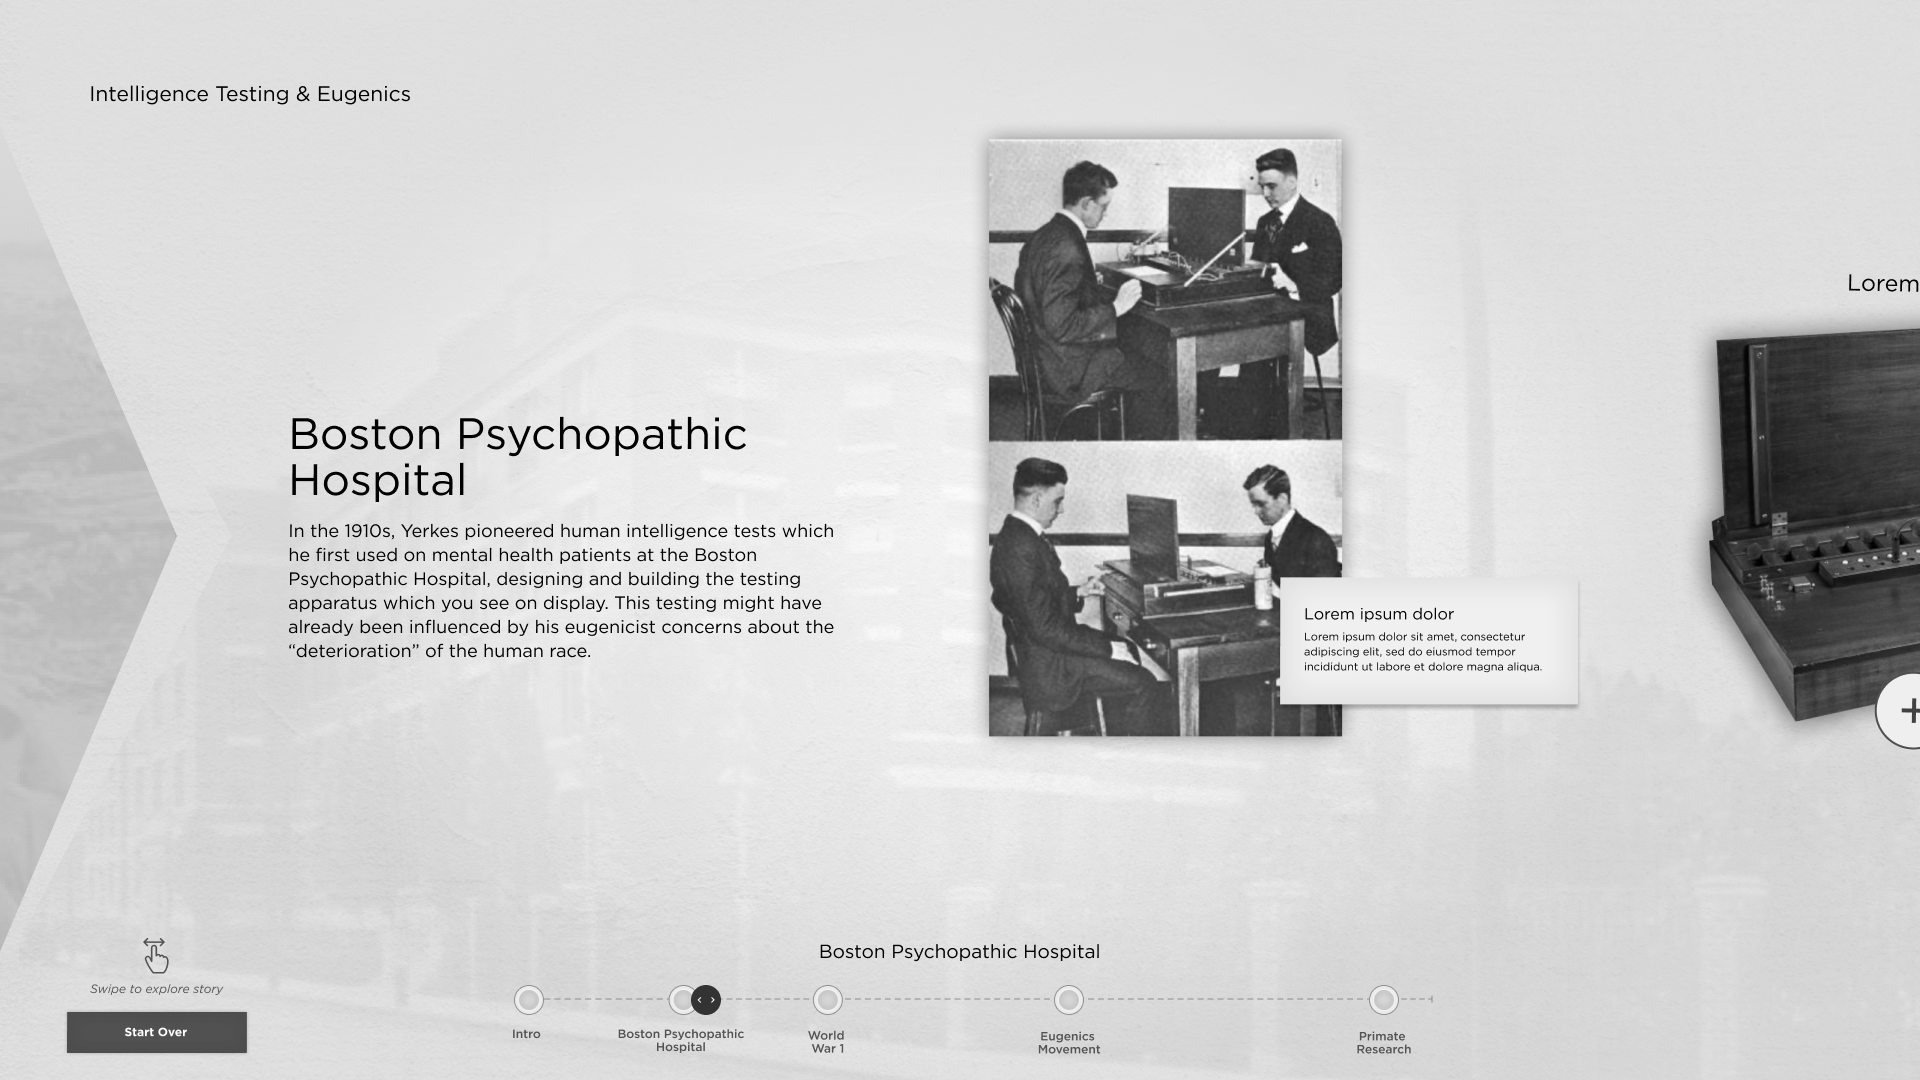 Intelligence Testing & Eugenics
Boston Psychopathic
Hospital
In the 1910s, Yerkes pioneered human intelligence tests which
he first used on mental health patients at the Boston
Psychopathic Hospital, designing and building the testing
apparatus which you see on display. This testing might have
already been influenced by his eugenicist concerns about the
“deterioration” of the human race.
Lorem ipsum dolor
Lorem ipsum dolor sit amet, consectetur
adipiscing elit, sed do eiusmod tempor
incididunt ut labore et dolore magna aliqua.
Lorem
Boston Psychopathic Hospital
Swipe to explore story
Start Over
Intro
Boston Psychopathic
Hospital
World
War 1
Eugenics
Movement
Primate
Research